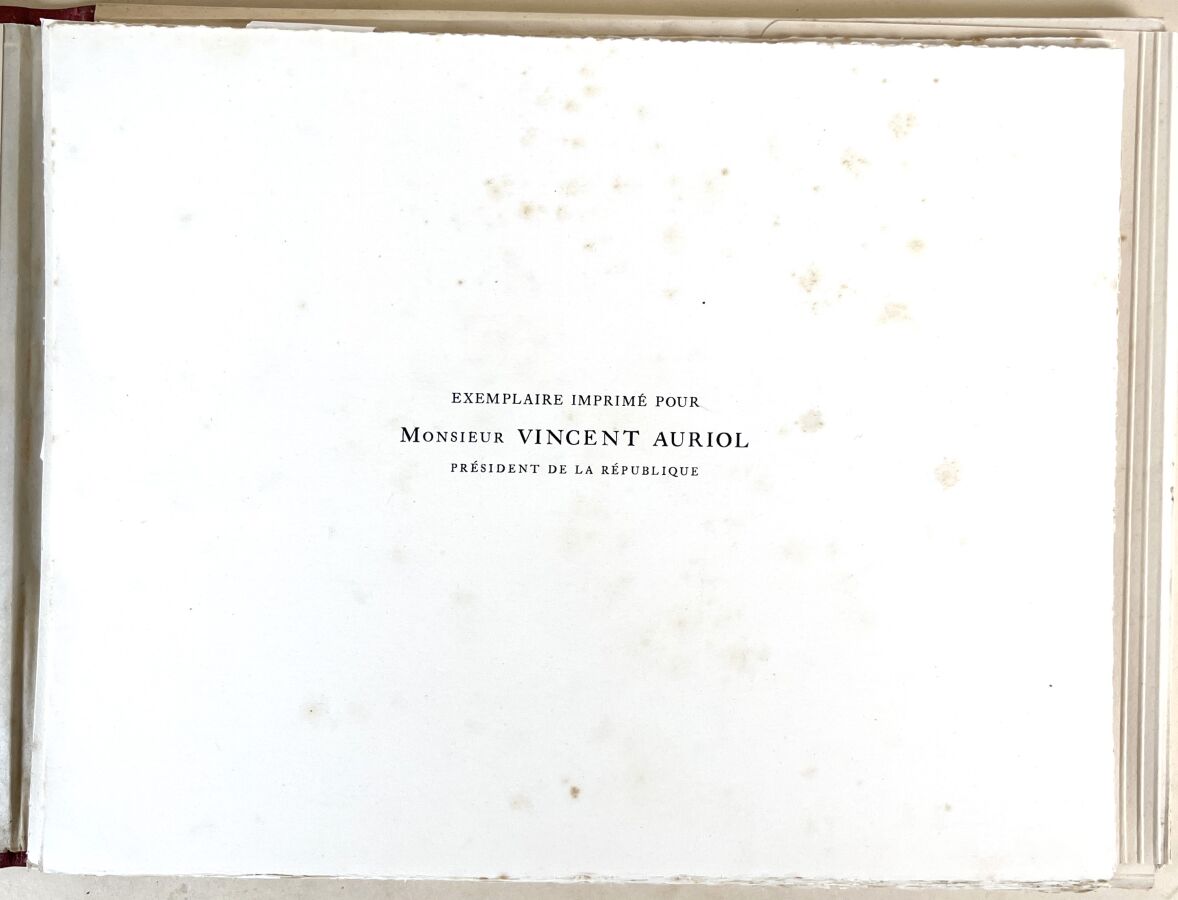 EXEMPLAIRE IMPRIMÉ POUR
MONSIEUR VINCENT AURIOL
PRÉSIDENT DE LA RÉPUBLIQUE